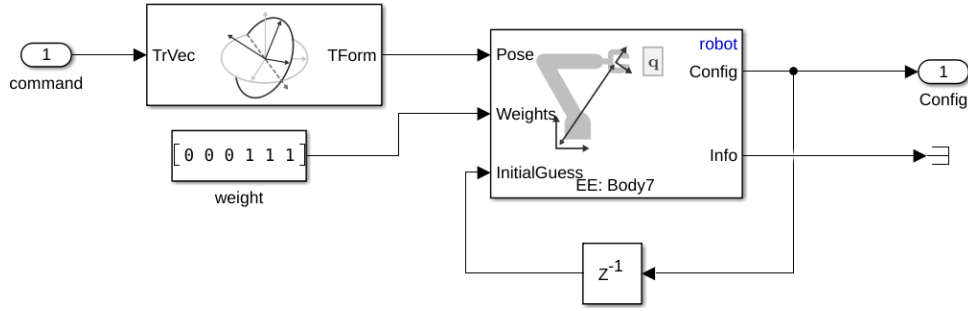 robot
1
TrVec
TForm
Pose
q
Config
1
command
Config
Weights
[0 0 0 1 1 1]
Info
InitialGuess
EE: Body7
weight
Z-1